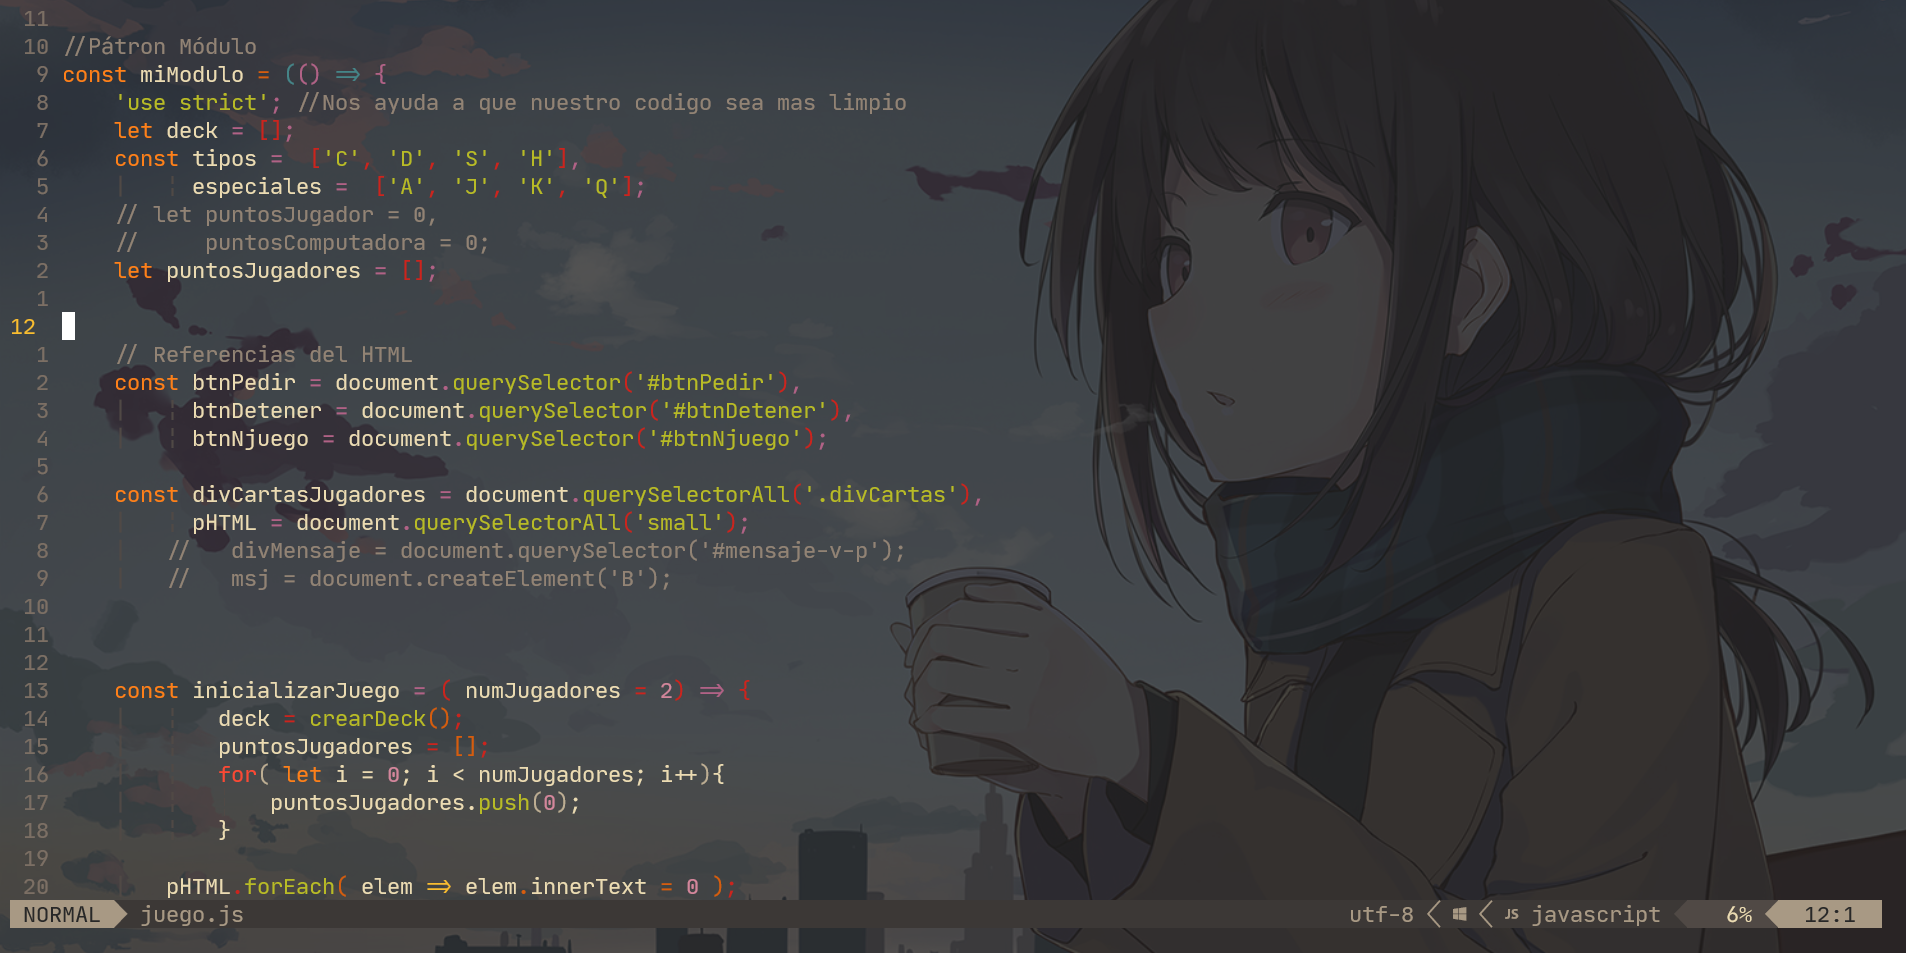 11
10 //Pátron Módulo
9 const miModulo = (() => {
8     'use strict'; //Nos ayuda a que nuestro codigo sea mas limpio
7     let deck = [];
6     const tipos =  ['C', 'D', 'S', 'H'],
5           especiales =  ['A', 'J', 'K', 'Q'];
4     // let puntosJugador = 0,
3     //     puntosComputadora = 0;
2     let puntosJugadores = [];
1
12
1     // Referencias del HTML
2     const btnPedir = document.querySelector('#btnPedir'),
3           btnDetener = document.querySelector('#btnDetener'),
4           btnNjuego = document.querySelector('#btnNjuego');
5
6     const divCartasJugadores = document.querySelectorAll('.divCartas'),
7           pHTML = document.querySelectorAll('small');
8         //   divMensaje = document.querySelector('#mensaje-v-p');
9         //   msj = document.createElement('B');
10
11
12
13     const inicializarJuego = ( numJugadores = 2) => {
14             deck = crearDeck();
15             puntosJugadores = [];
16             for( let i = 0; i < numJugadores; i++){
17                 puntosJugadores.push(0);
18             }
19
20         pHTML.forEach( elem => elem.innerText = 0 );
NORMAL juego.js utf-8 JS javascript 6% 12:1